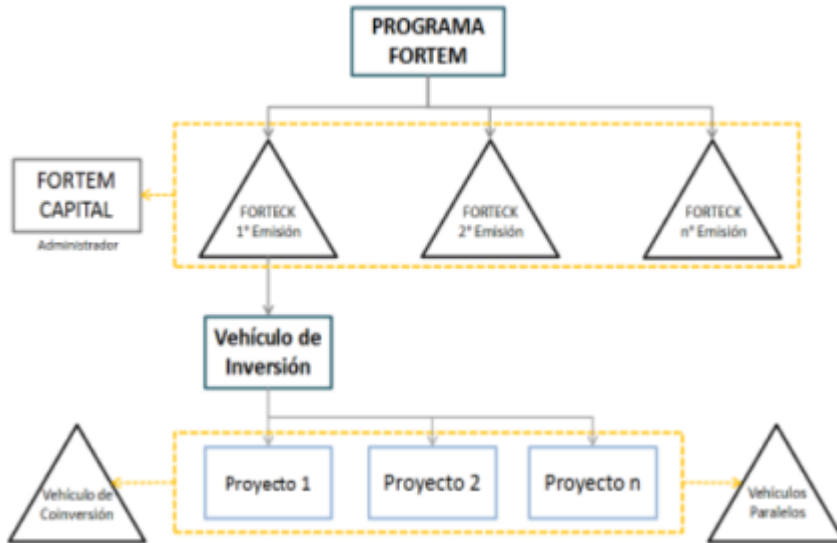 PROGRAMA
FORTEM
FORTEM
CAPITAL
Administrador
FORTECK
1° Emisión
FORTECK
2° Emisión
FORTECK
n° Emisión
Vehículo de
Inversión
Proyecto 1
Proyecto 2
Proyecto n
Vehículo de
Coinversión
Vehículos
Paralelos